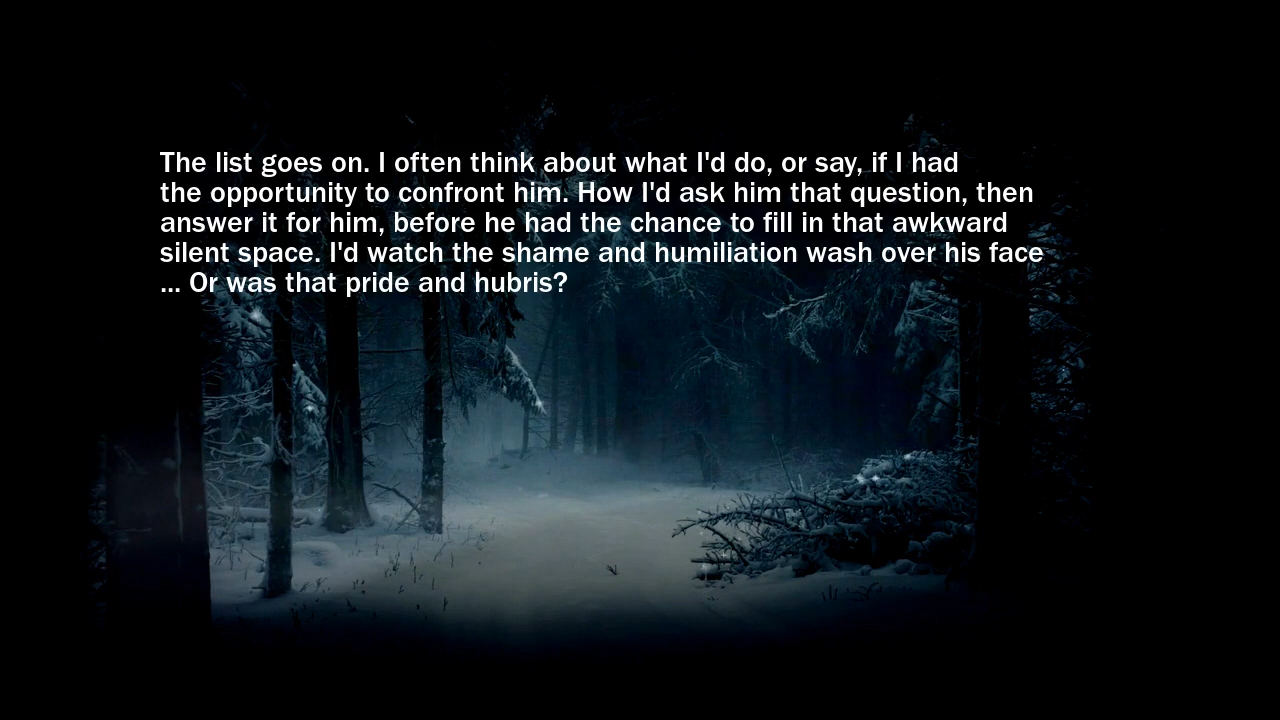 The list goes on. I often think about what I'd do, or say, if I had
the opportunity to confront him. How I'd ask him that question, then
answer it for him, before he had the chance to fill in that awkward
silent space. I'd watch the shame and humiliation wash over his face
... Or was that pride and hubris?